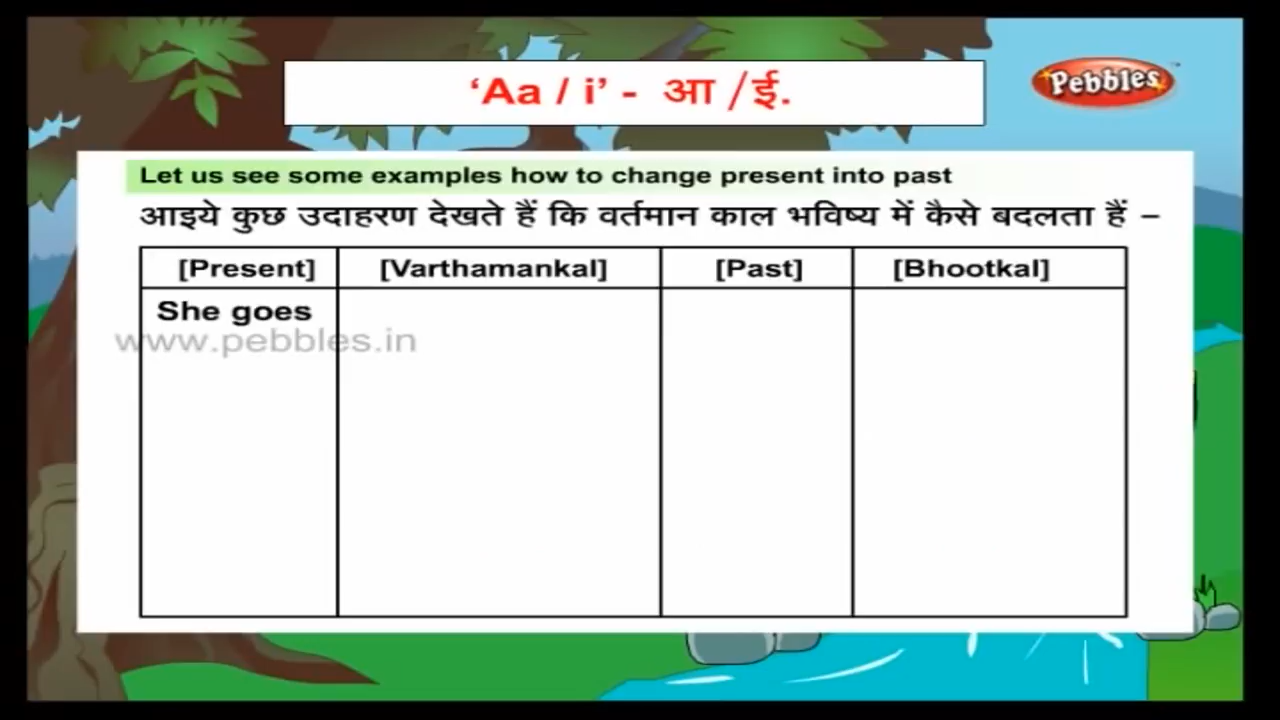 ‘Aa / i’ - आ /ई.
Pebbles
Let us see some examples how to change present into past
आइये कुछ उदाहरण देखते हैं कि वर्तमान काल भविष्य में कैसे बदलता हैं –
[Present] [Varthamankal] [Past] [Bhootkal]
She goes
www.pebbles.in